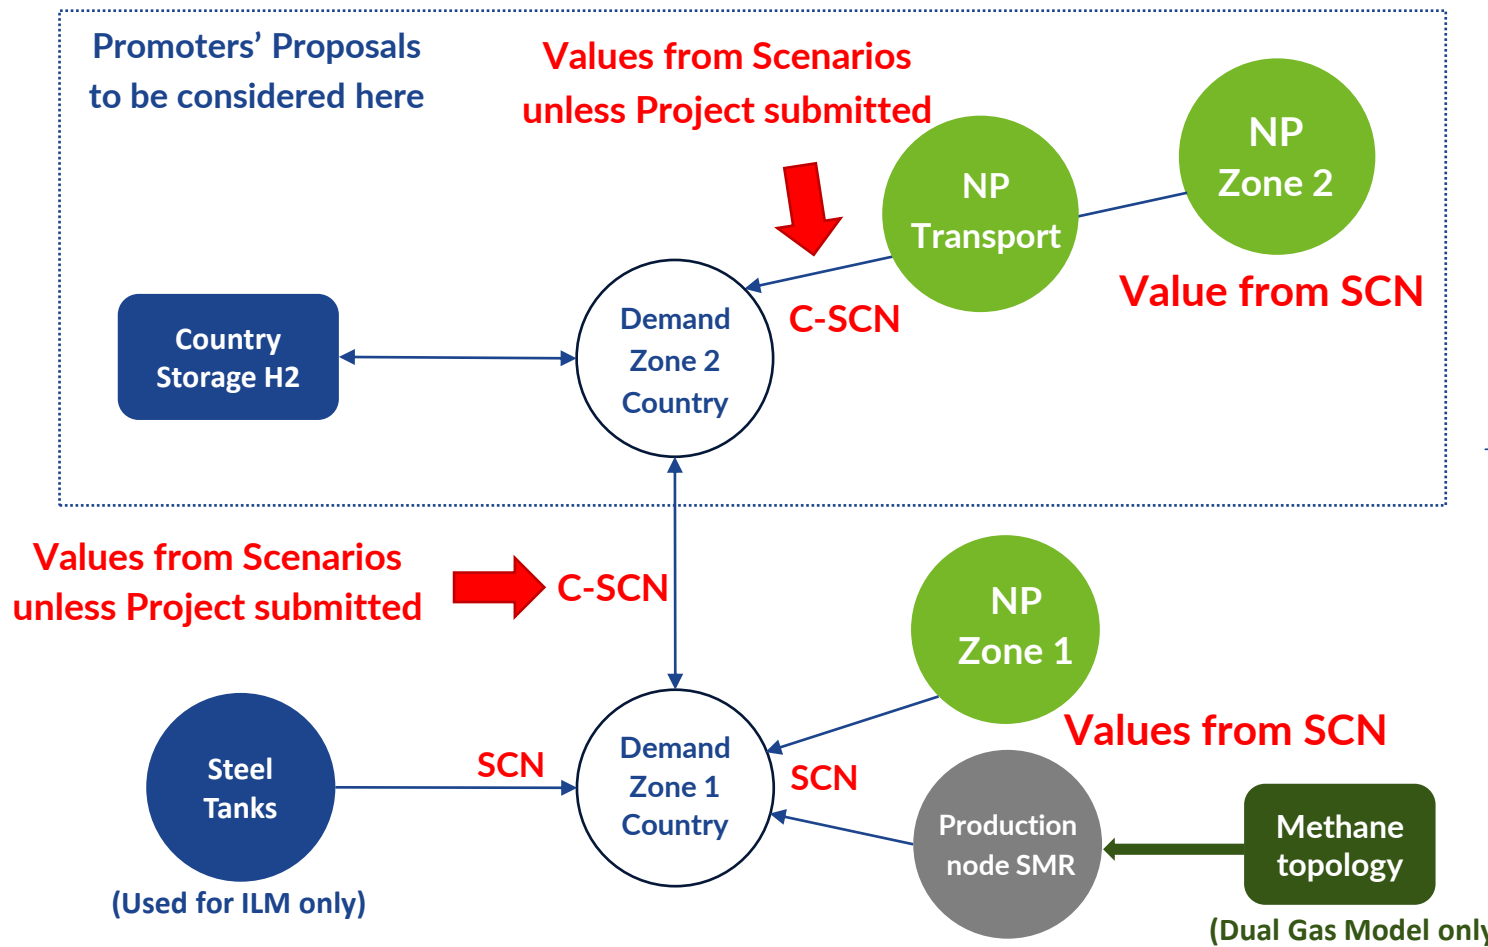 Promoters’ Proposals
to be considered here
Values from Scenarios
unless Project submitted
NP
Zone 2
NP
Transport
Value from SCN
C-SCN
Country
Storage H2
Demand
Zone 2
Country
Values from Scenarios
unless Project submitted
C-SCN
NP
Zone 1
Values from SCN
Steel
Tanks
SCN
Demand
Zone 1
Country
SCN
Production
node SMR
Methane
topology
(Used for ILM only)
(Dual Gas Model only